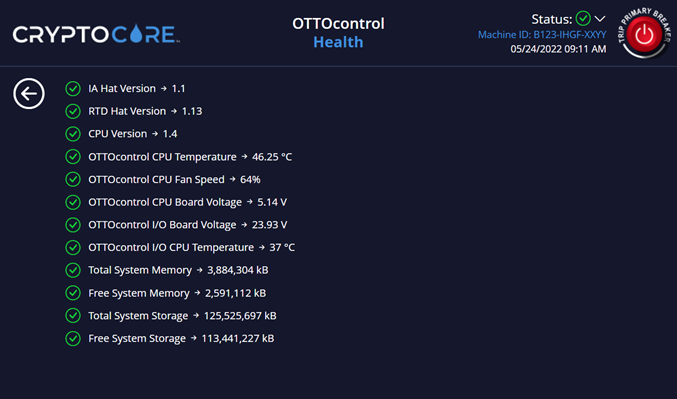 CRYPTOCORE™
OTTOcontrol
Health
Status:
Machine ID: B123-IHGF-XXYY
05/24/2022 09:11 AM
TRIP PRIMARY BREAKER
IA Hat Version → 1.1
RTD Hat Version → 1.13
CPU Version → 1.4
OTTOcontrol CPU Temperature → 46.25 °C
OTTOcontrol CPU Fan Speed → 64%
OTTOcontrol CPU Board Voltage → 5.14 V
OTTOcontrol I/O Board Voltage → 23.93 V
OTTOcontrol I/O CPU Temperature → 37 °C
Total System Memory → 3,884,304 kB
Free System Memory → 2,591,112 kB
Total System Storage → 125,525,697 kB
Free System Storage → 113,441,227 kB